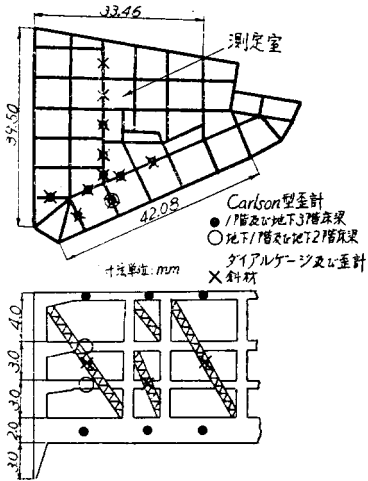 33.46
測定室
39.50
42.08
Carlson型歪計
● 1階及び地下3階床梁
○ 地下1階及び地下2階床梁
ダイアルゲージ及び歪計
× 斜材
寸法単位:mm
4.0
3.0
3.0
2.0
3.0